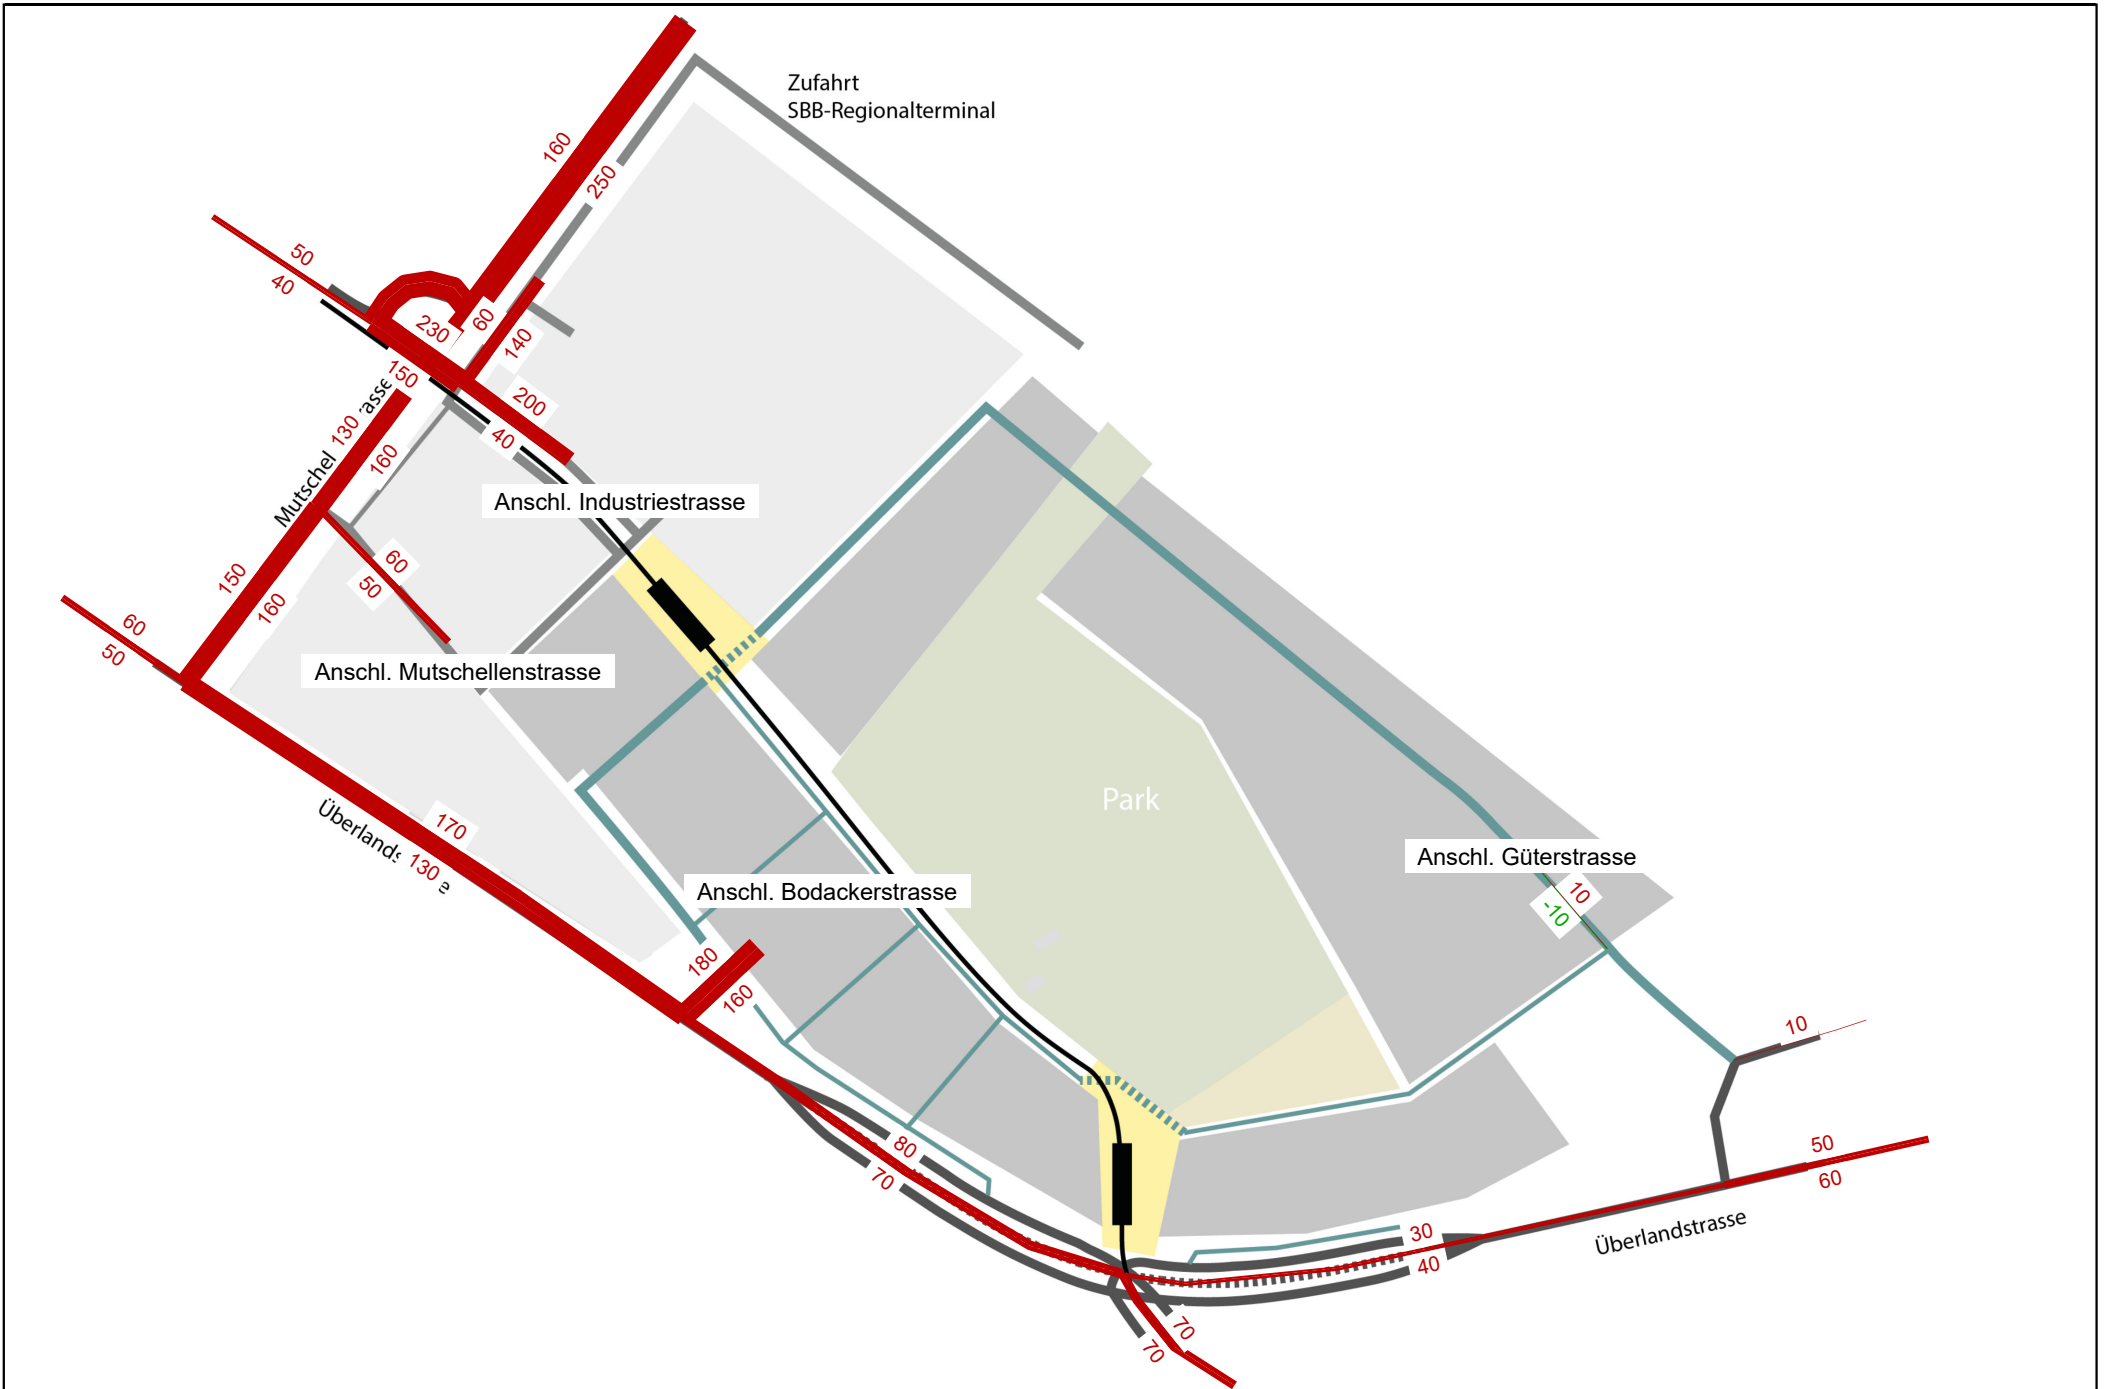 Zufahrt
SBB-Regionalterminal
160
250
50
40
230
60
140
150
200
40
Mutschel
rasse
130
160
Anschl. Industriestrasse
60
50
150
160
60
50
Anschl. Mutschellenstrasse
Park
170
130
Überlands
e
Anschl. Güterstrasse
10
-10
Anschl. Bodackerstrasse
180
160
10
80
70
50
60
30
40
Überlandstrasse
70
70